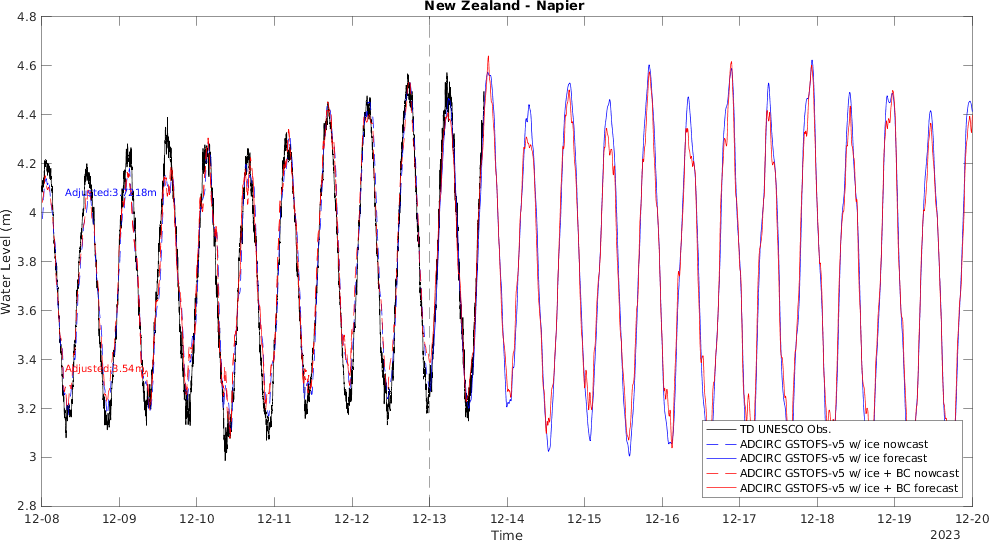 New Zealand - Napier
4.8
4.6
4.4
4.2
4
3.8
3.6
3.4
3.2
3
2.8
Water Level (m)
Adjusted:3.54m
TD UNESCO Obs.
ADCIRC GSTOFS-v5 w/ ice nowcast
ADCIRC GSTOFS-v5 w/ ice forecast
ADCIRC GSTOFS-v5 w/ ice + BC nowcast
ADCIRC GSTOFS-v5 w/ ice + BC forecast
12-08 12-09 12-10 12-11 12-12 12-13 12-14 12-15 12-16 12-17 12-18 12-19 12-20
Time
2023